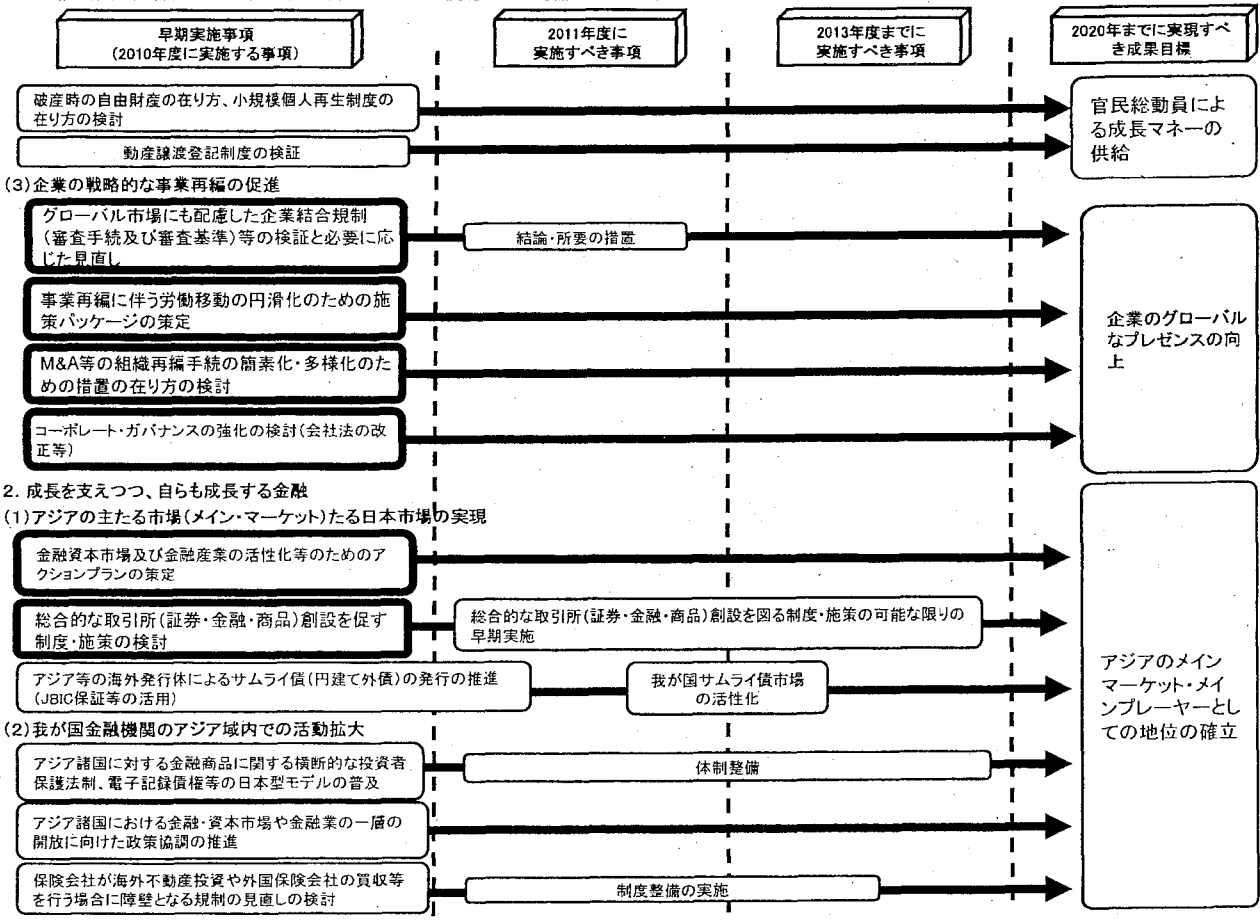 早期実施事項
(2010年度に実施する事項)
2011年度に
実施すべき事項
2013年度までに
実施すべき事項
2020年までに実現すべ
き成果目標
破産時の自由財産の在り方、小規模個人再生制度の
在り方の検討
動産譲渡登記制度の検証
官民総動員によ
る成長マネーの
供給
(3)企業の戦略的な事業再編の促進
グローバル市場にも配慮した企業結合規制
(審査手続及び審査基準)等の検証と必要に応
じた見直し
結論・所要の措置
事業再編に伴う労働移動の円滑化のための施
策パッケージの策定
M&A等の組織再編手続の簡素化・多様化のた
めの措置の在り方の検討
コーポレート・ガバナンスの強化の検討(会社法の改
正等)
企業のグローバル
なプレゼンスの向
上
2. 成長を支えつつ、自らも成長する金融
(1)アジアの主たる市場(メイン・マーケット)たる日本市場の実現
金融資本市場及び金融産業の活性化等のためのア
クションプランの策定
総合的な取引所(証券・金融・商品)創設を促す
制度・施策の検討
総合的な取引所(証券・金融・商品)創設を図る制度・施策の可能な限りの
早期実施
アジア等の海外発行体によるサムライ債(円建て外債)の発行の推進
(JBIC保証等の活用)
我が国サムライ債市場
の活性化
(2)我が国金融機関のアジア域内での活動拡大
アジア諸国に対する金融商品に関する横断的な投資者
保護法制、電子記録債権等の日本型モデルの普及
体制整備
アジア諸国における金融・資本市場や金融業の一層の
開放に向けた政策協調の推進
保険会社が海外不動産投資や外国保険会社の買収等
を行う場合に障壁となる規制の見直しの検討
制度整備の実施
アジアのメイン
マーケット・メイ
ンプレーヤーとし
ての地位の確立